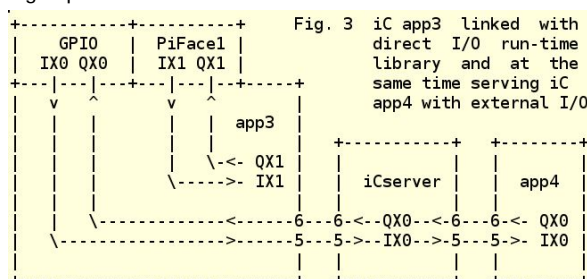 +-----------+----------+     Fig. 3  iC app3  linked  with
|    GPIO   |  PiFace1 |             direct  I/O  run-time
|  IX0 QX0  |  IX1 QX1 |             library  and  at  the
+---|---|---+---|---|--+------+      same time serving iC
|   v   ^       v   ^         |      app4 with external I/O
|   |   |       |   |  app3   |
|   |   |       |   |         |   +-----------+   +--------+
|   |   |       |   \-<- QX1  |   |           |   |        |
|   |   |       \----->- IX1  |   |  iCserver |   |  app4  |
|   |   |                     |   |           |   |        |
|   |   \--------------<------6---6-<--QX0--<-6---6-<- QX0 |
|   \------------------>------5---5->--IX0-->-5---5->- IX0 |
|                             |   |           |   |        |